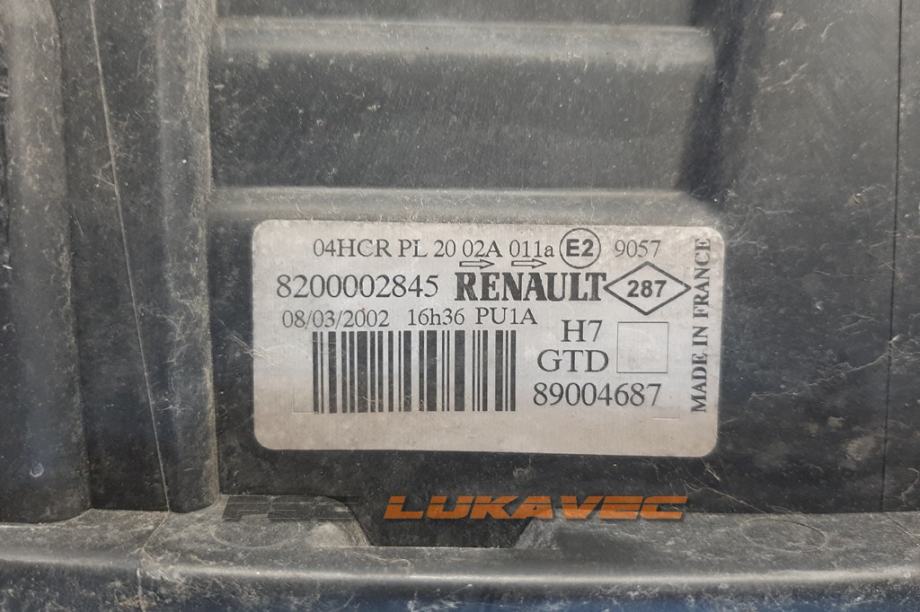 04HCR PL 20 02A 011a E2 9057
8200002845 RENAULT 287
08/03/2002 16h36 PU1A
H7
GTD
89004687
MADE IN FRANCE
LUKAVEC